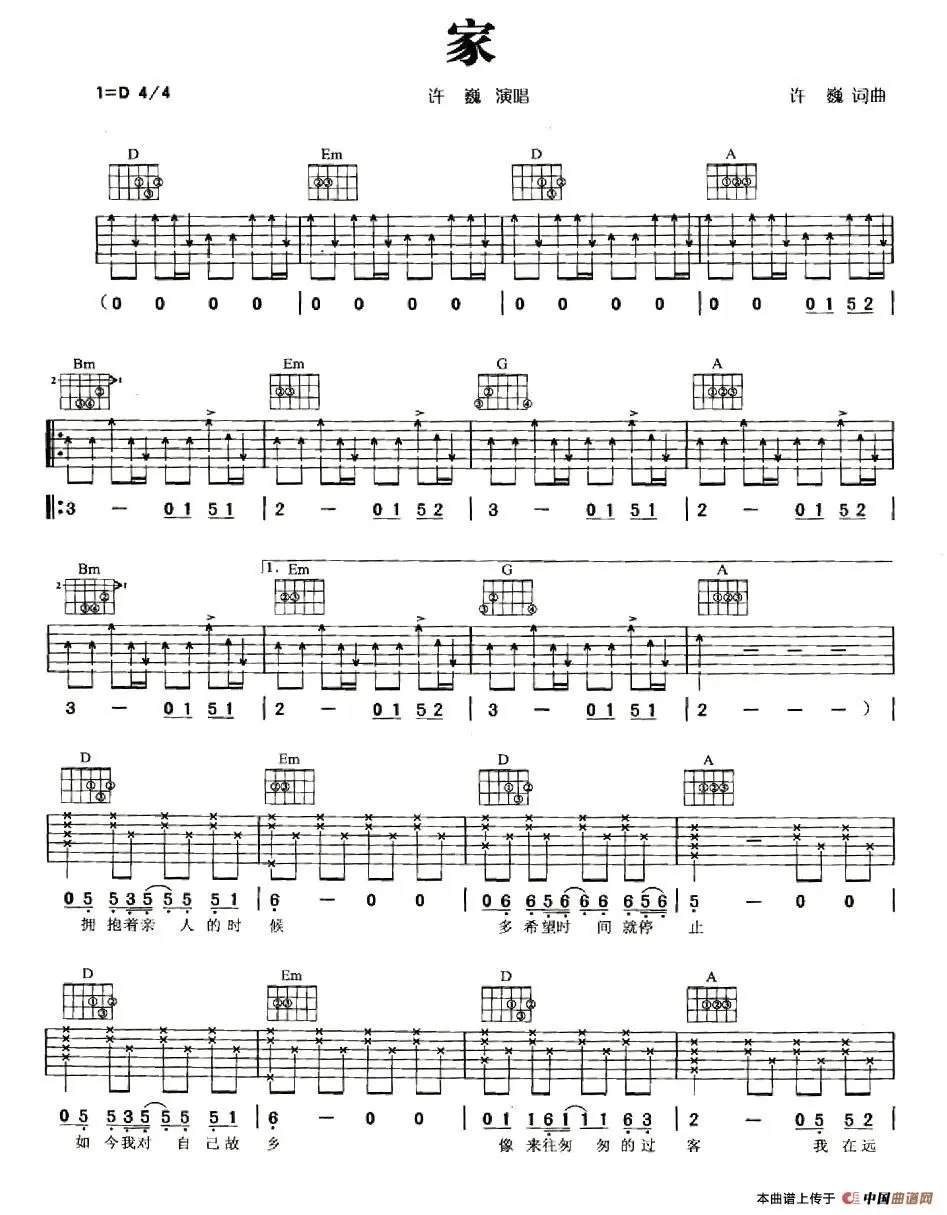 家
1=D 4/4 许 巍 演唱 许 巍 词曲
D Em D A
(0 0 0 0 | 0 0 0 0 | 0 0 0 0 | 0 0 0 1 5 2 |
Bm Em G A
2 1
3 — 0 1 5 1 | 2 — 0 1 5 2 | 3 — 0 1 5 1 | 2 — 0 1 5 2 |
Bm 1. Em G A
2 1
3 — 0 1 5 1 | 2 — 0 1 5 2 | 3 — 0 1 5 1 | 2 — — — ) |
D Em D A
0 5 5 3 5 5 5 5 1 | 6 — 0 0 | 0 6 6 5 6 6 6 6 5 6 | 5 — 0 0 |
拥 抱着亲 人 的时 候 多 希望时 间 就停 止
D Em D A
0 5 5 3 5 5 5 5 1 | 6 — 0 0 | 0 1 1 6 1 1 1 6 3 | 2 — 0 5 5 2 |
如 今我对 自 己故 乡 像 来往匆 匆 的过 客 我 在远
本曲谱上传于 中国曲谱网